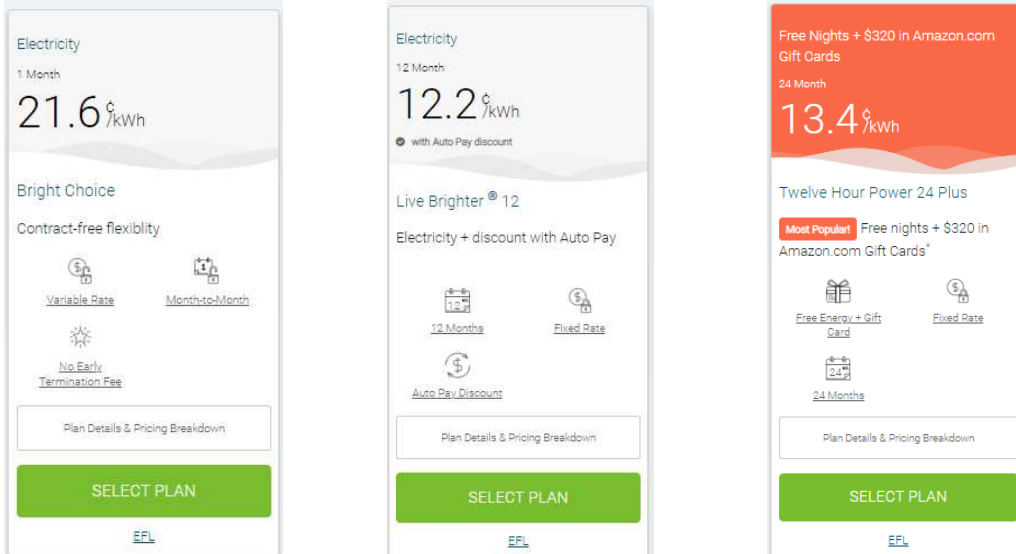 Electricity
1 Month
21.6 ¢/kWh
Bright Choice
Contract-free flexiblity
Variable Rate
Month-to-Month
No Early
Termination Fee
Plan Details & Pricing Breakdown
SELECT PLAN
EFL
Electricity
12 Month
12.2 ¢/kWh
with Auto Pay discount
Live Brighter ® 12
Electricity + discount with Auto Pay
12
12 Months
Fixed Rate
Auto Pay Discount
Plan Details & Pricing Breakdown
SELECT PLAN
EFL
Free Nights + $320 in Amazon.com
Gift Cards
24 Month
13.4 ¢/kWh
Twelve Hour Power 24 Plus
Most Popular! Free nights + $320 in
Amazon.com Gift Cards*
Free Energy + Gift
Card
Fixed Rate
24
24 Months
Plan Details & Pricing Breakdown
SELECT PLAN
EFL